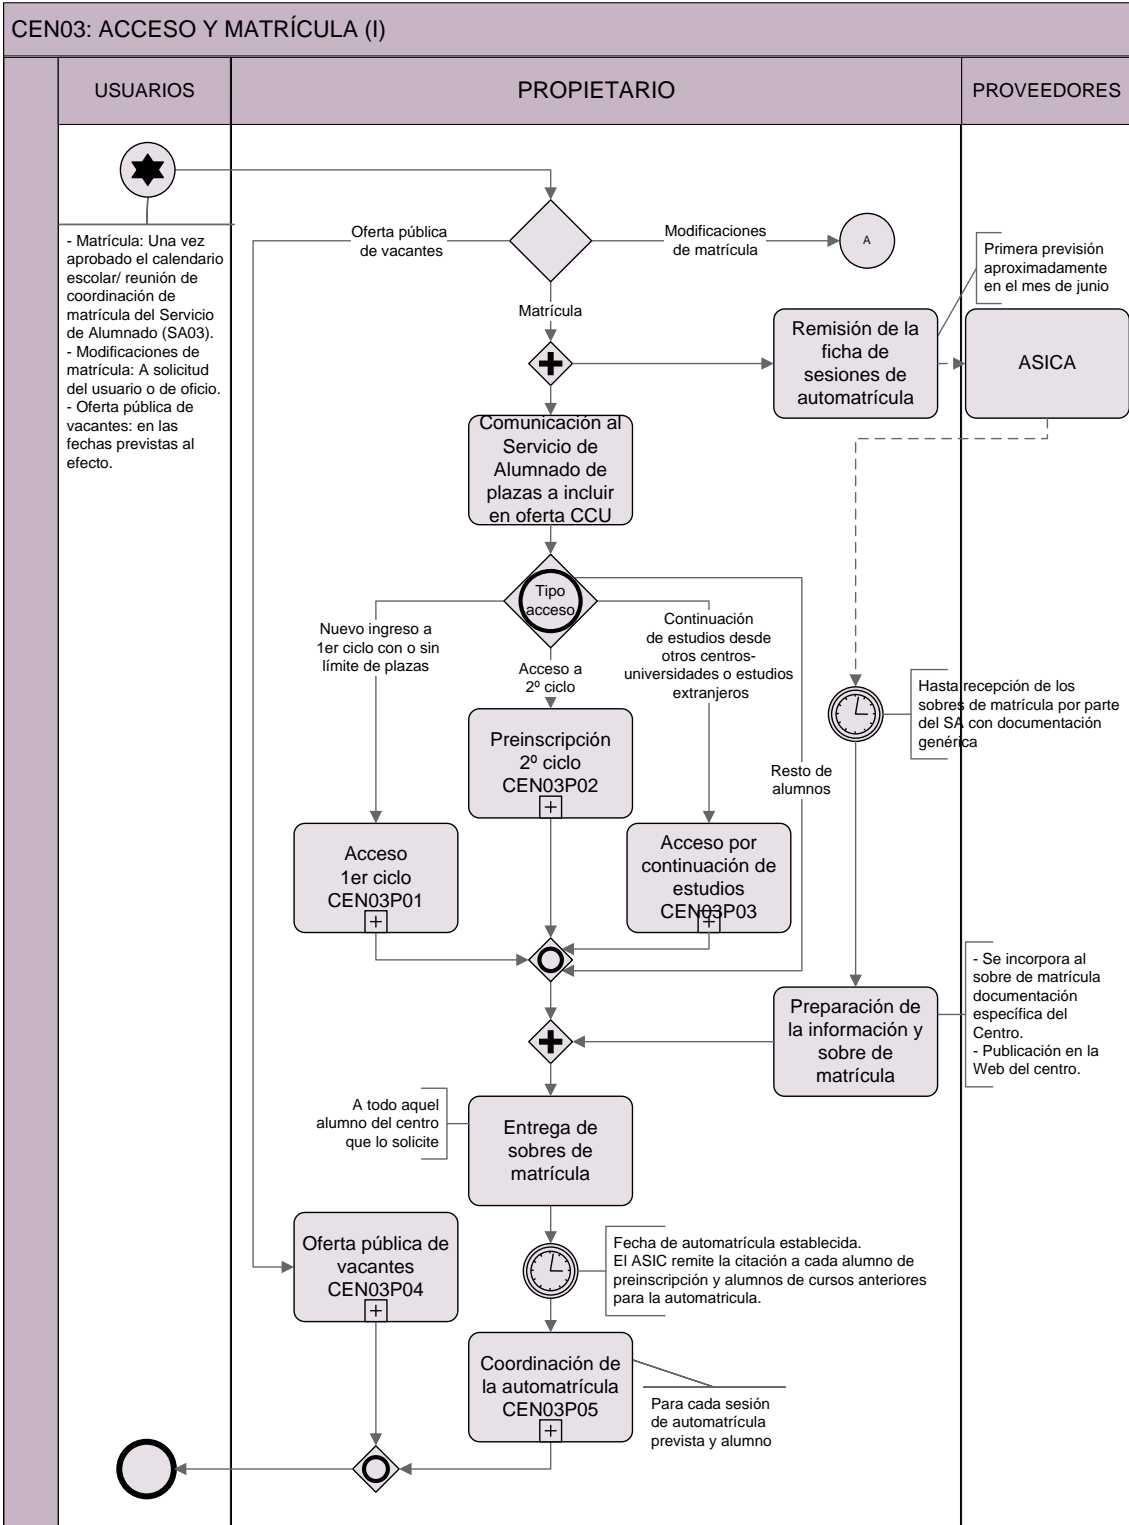 CEN03: ACCESO Y MATRÍCULA (I)
USUARIOS
PROPIETARIO
PROVEEDORES
- Matrícula: Una vez
aprobado el calendario
escolar/ reunión de
coordinación de
matrícula del Servicio
de Alumnado (SA03).
- Modificaciones de
matrícula: A solicitud
del usuario o de oficio.
- Oferta pública de
vacantes: en las
fechas previstas al
efecto.
Oferta pública
de vacantes
Modificaciones
de matrícula
A
Primera previsión
aproximadamente
en el mes de junio
Matrícula
Remisión de la
ficha de
sesiones de
automatrícula
ASICA
Comunicación al
Servicio de
Alumnado de
plazas a incluir
en oferta CCU
Tipo
acceso
Nuevo ingreso a
1er ciclo con o sin
límite de plazas
Acceso a
2º ciclo
Continuación
de estudios desde
otros centros-
universidades o estudios
extranjeros
Hasta recepción de los
sobres de matrícula por parte
del SA con documentación
genérica
Preinscripción
2º ciclo
CEN03P02
Resto de
alumnos
Acceso
1er ciclo
CEN03P01
Acceso por
continuación de
estudios
CEN03P03
- Se incorpora al
sobre de matrícula
documentación
específica del
Centro.
- Publicación en la
Web del centro.
Preparación de
la información y
sobre de
matrícula
A todo aquel
alumno del centro
que lo solicite
Entrega de
sobres de
matrícula
Oferta pública de
vacantes
CEN03P04
Fecha de automatrícula establecida.
El ASIC remite la citación a cada alumno de
preinscripción y alumnos de cursos anteriores
para la automatricula.
Coordinación de
la automatrícula
CEN03P05
Para cada sesión
de automatrícula
prevista y alumno